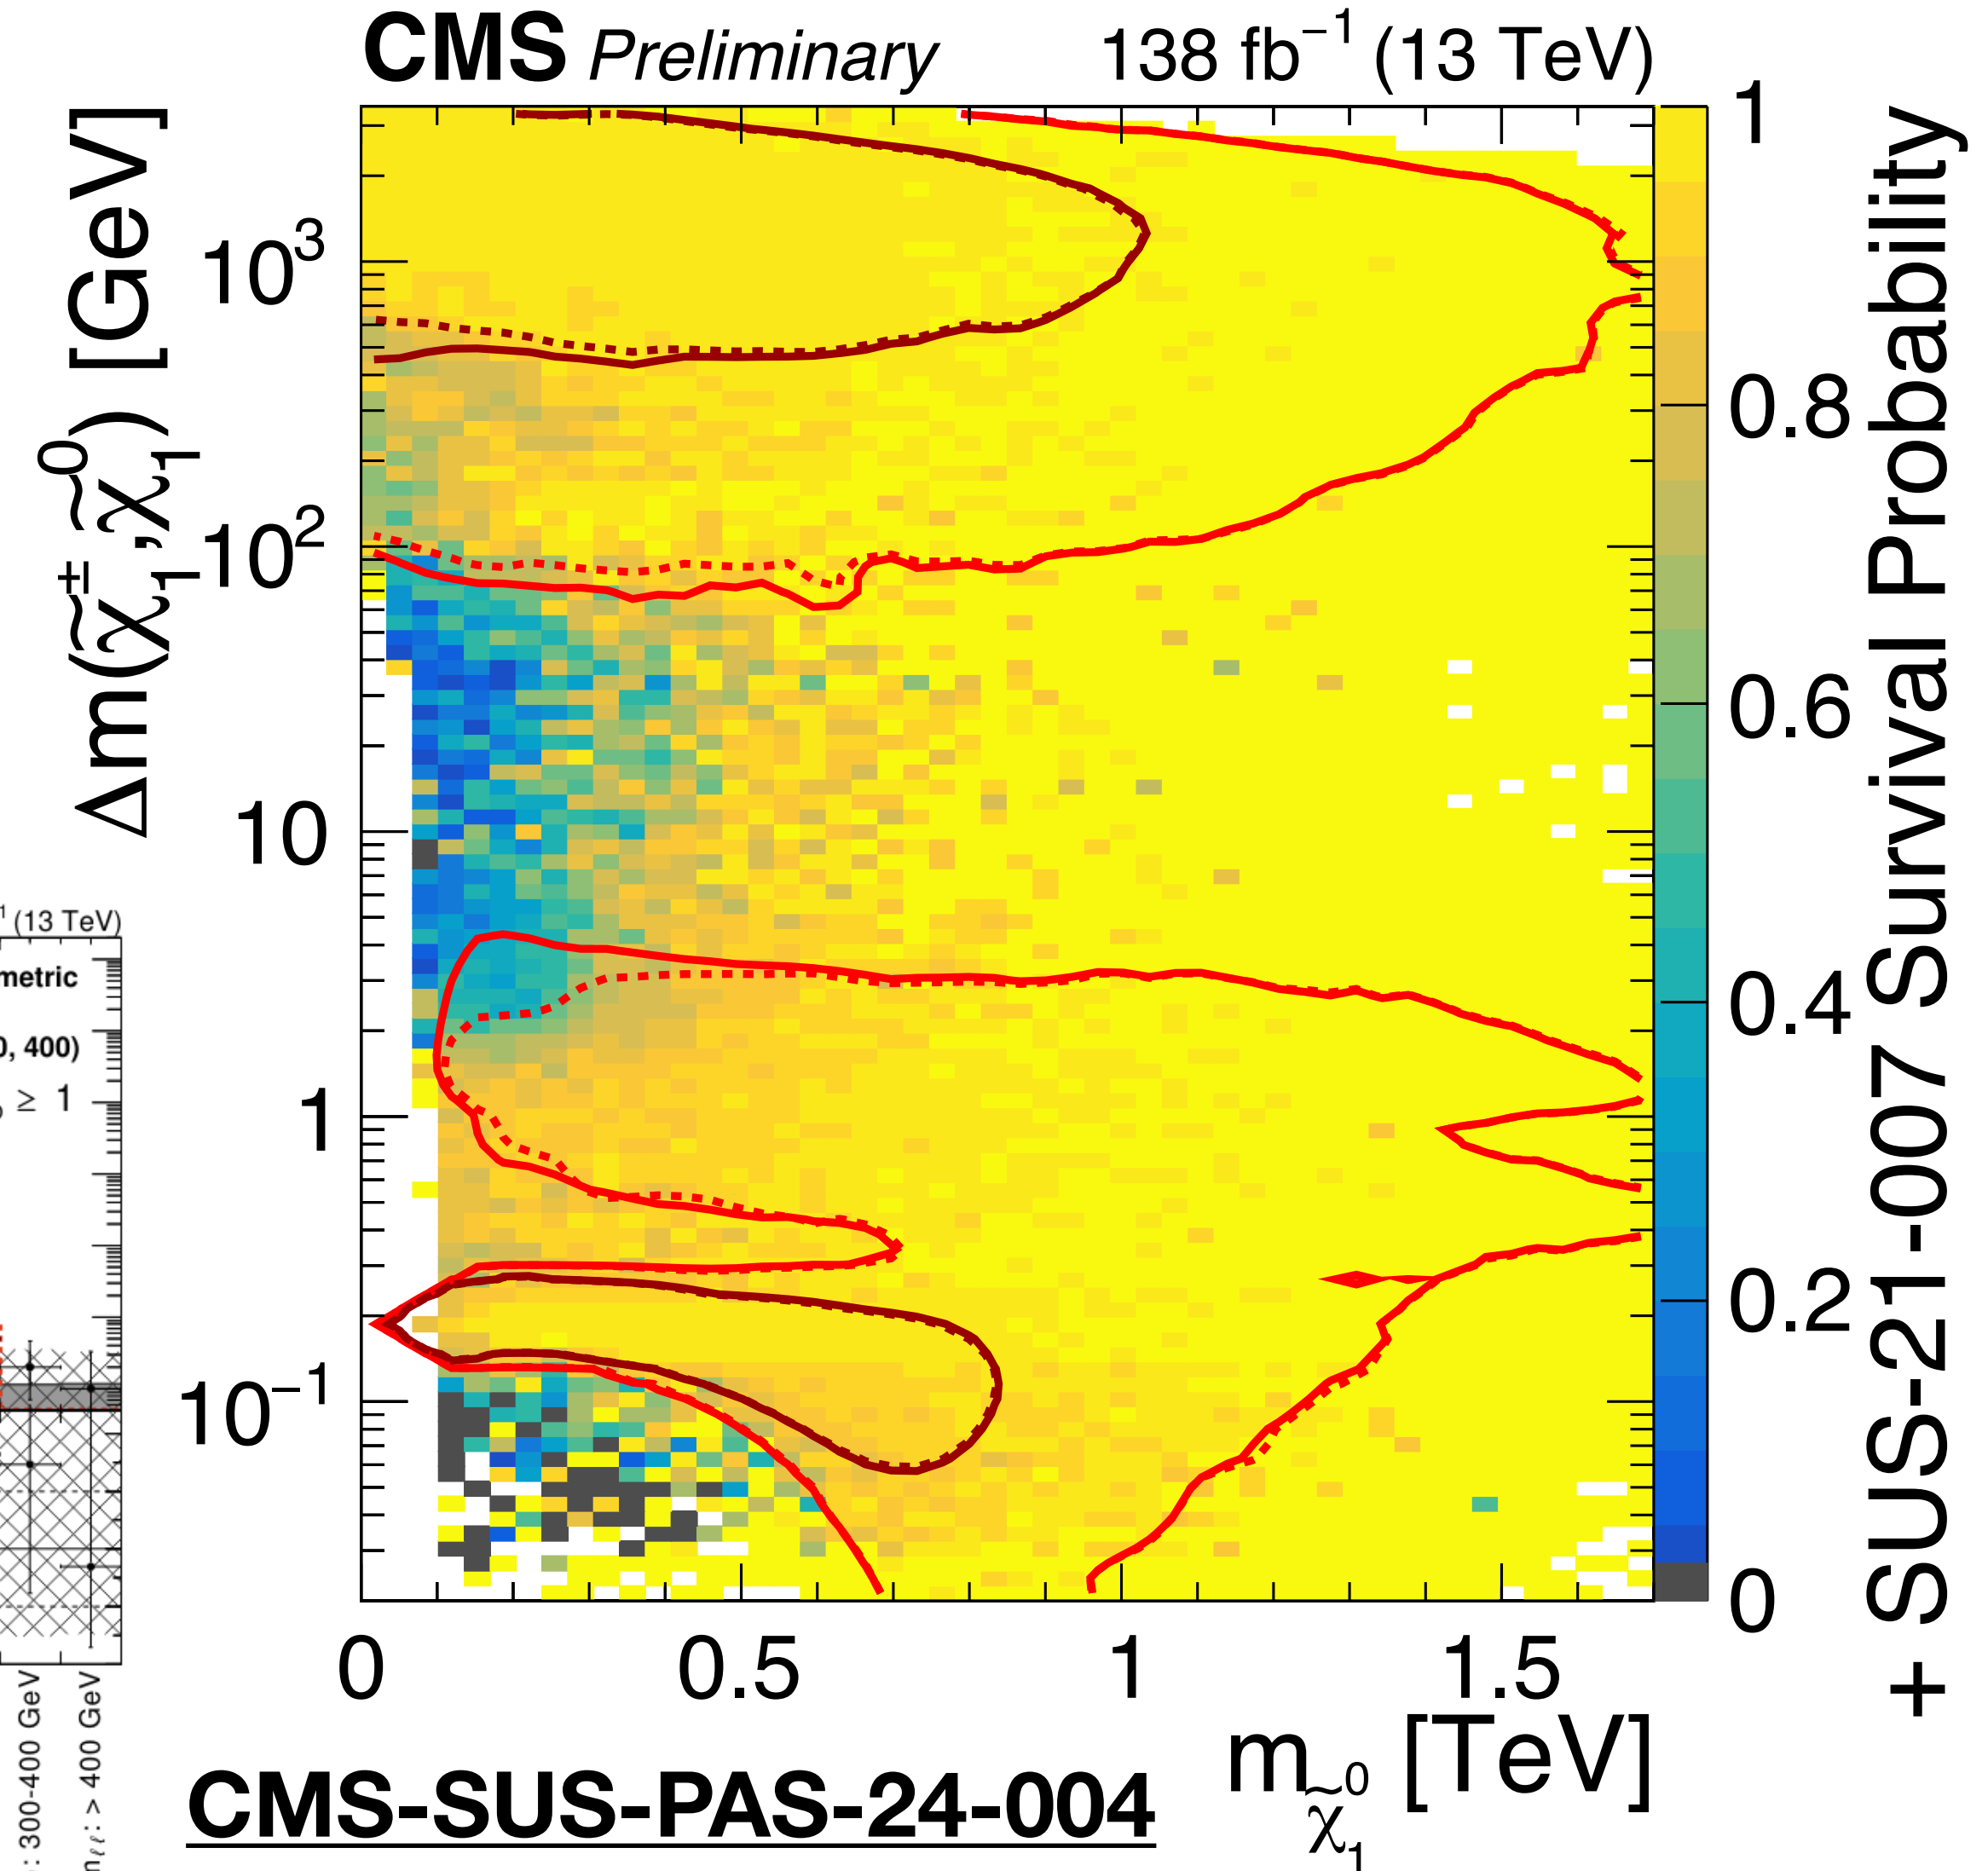 CMS Preliminary 138 fb⁻¹ (13 TeV)
Δm(χ̃₁±,χ̃₁⁰) [GeV]
10³
10²
10
1
10⁻¹
0 0.5 1 1.5
m_χ̃₁⁰ [TeV]
1
0.8
0.6
0.4
0.2
0
+ SUS-21-007 Survival Probability
CMS-SUS-PAS-24-004
(13 TeV)
400)
≥ 1
300-400 GeV
> 400 GeV